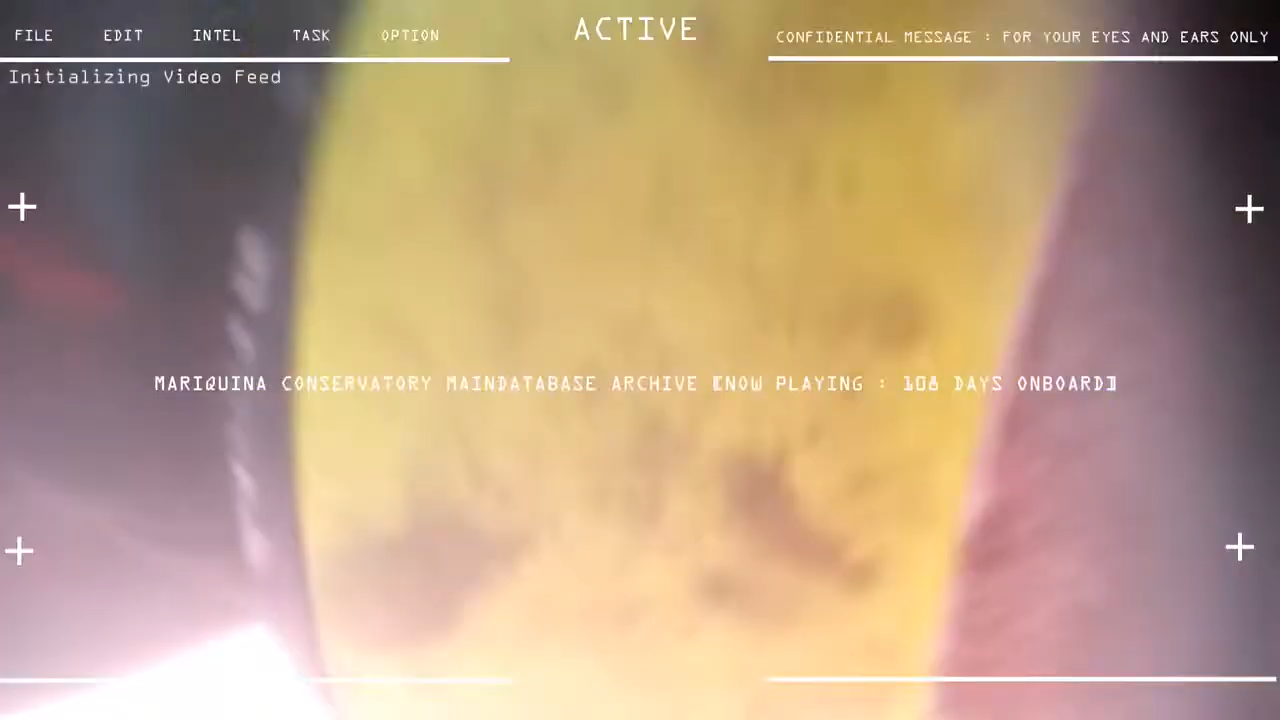 FILE EDIT INTEL TASK OPTION
ACTIVE
CONFIDENTIAL MESSAGE : FOR YOUR EYES AND EARS ONLY
Initializing Video Feed
MARIQUINA CONSERVATORY MAINDATABASE ARCHIVE [NOW PLAYING : 108 DAYS ONBOARD]